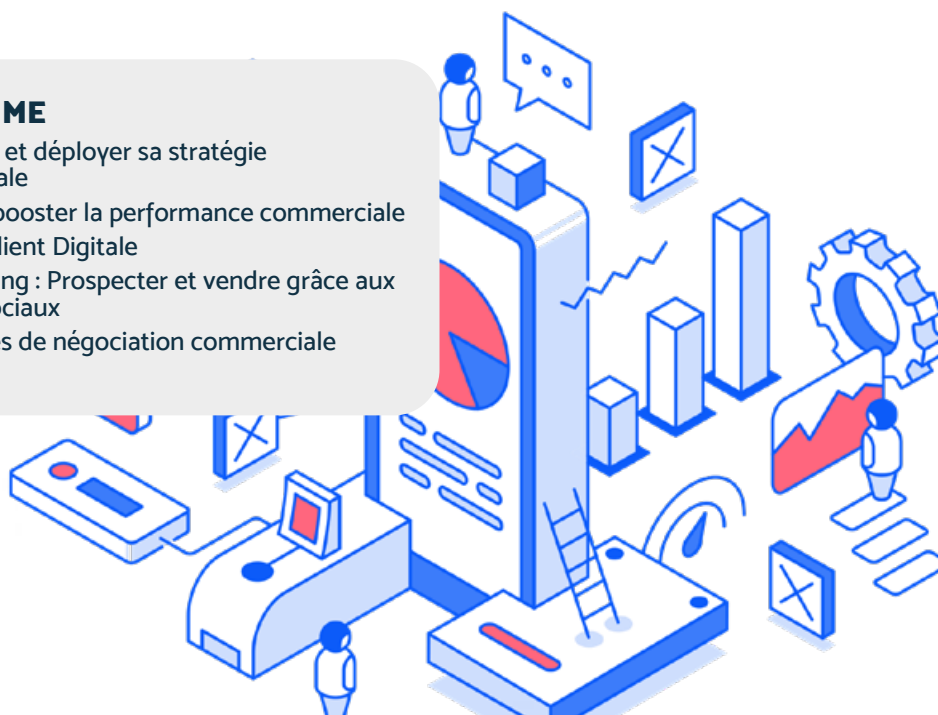 ME
et déployer sa stratégie
ale
booster la performance commerciale
lient Digitale
ng : Prospecter et vendre grâce aux
ciaux
s de négociation commerciale